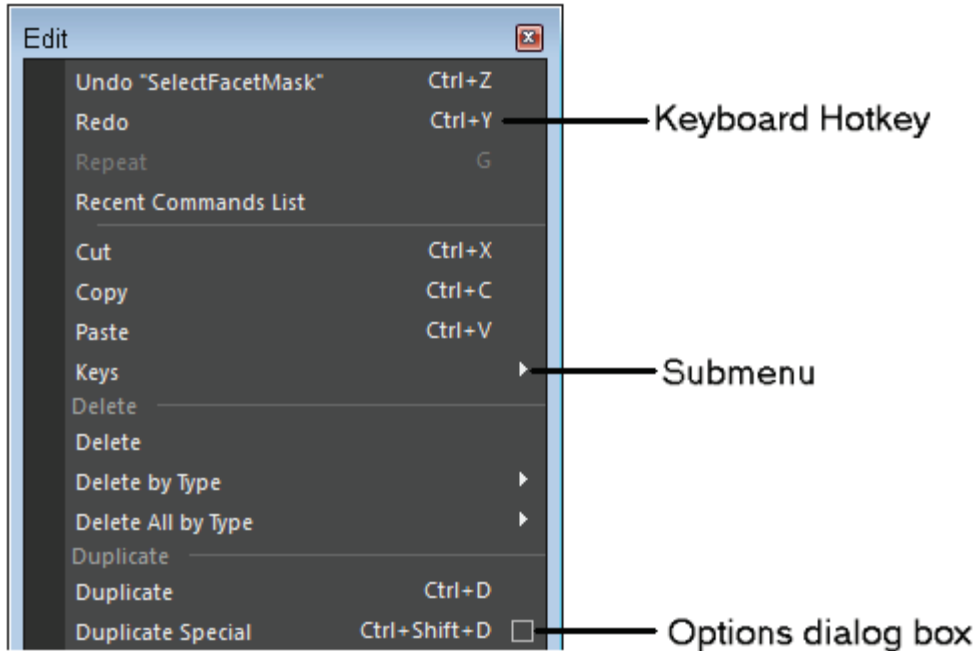 Edit
Undo "SelectFacetMask" Ctrl+Z
Redo Ctrl+Y Keyboard Hotkey
Repeat G
Recent Commands List
Cut Ctrl+X
Copy Ctrl+C
Paste Ctrl+V
Keys Submenu
Delete
Delete
Delete by Type
Delete All by Type
Duplicate
Duplicate Ctrl+D
Duplicate Special Ctrl+Shift+D Options dialog box